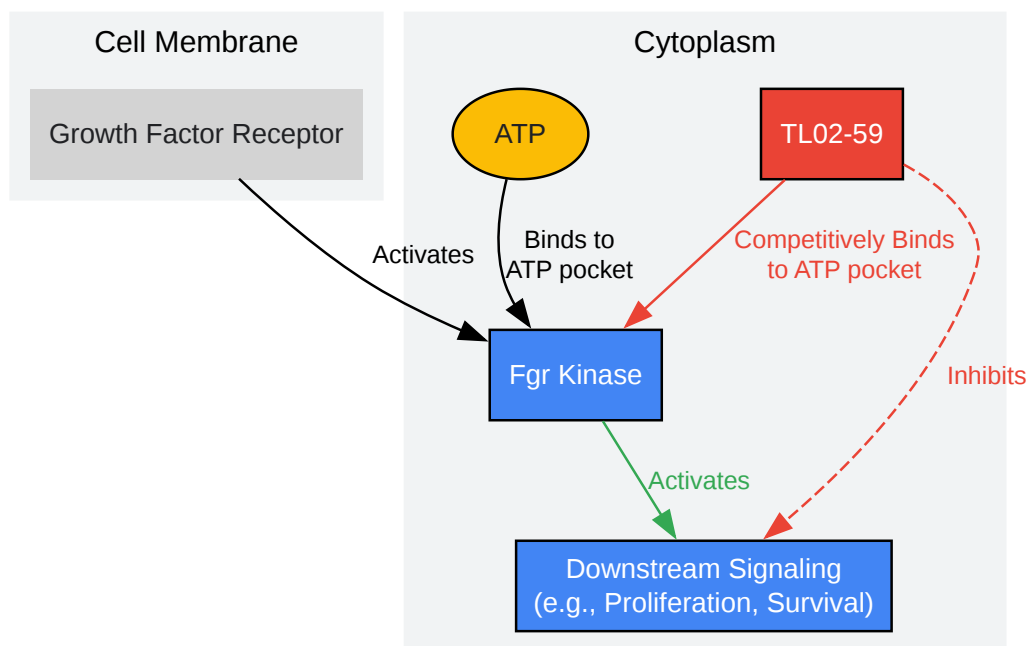 Cell Membrane
Cytoplasm
Growth Factor Receptor
ATP
TL02-59
Activates
Binds to
ATP pocket
Competitively Binds
to ATP pocket
Fgr Kinase
Inhibits
Activates
Downstream Signaling
(e.g., Proliferation, Survival)